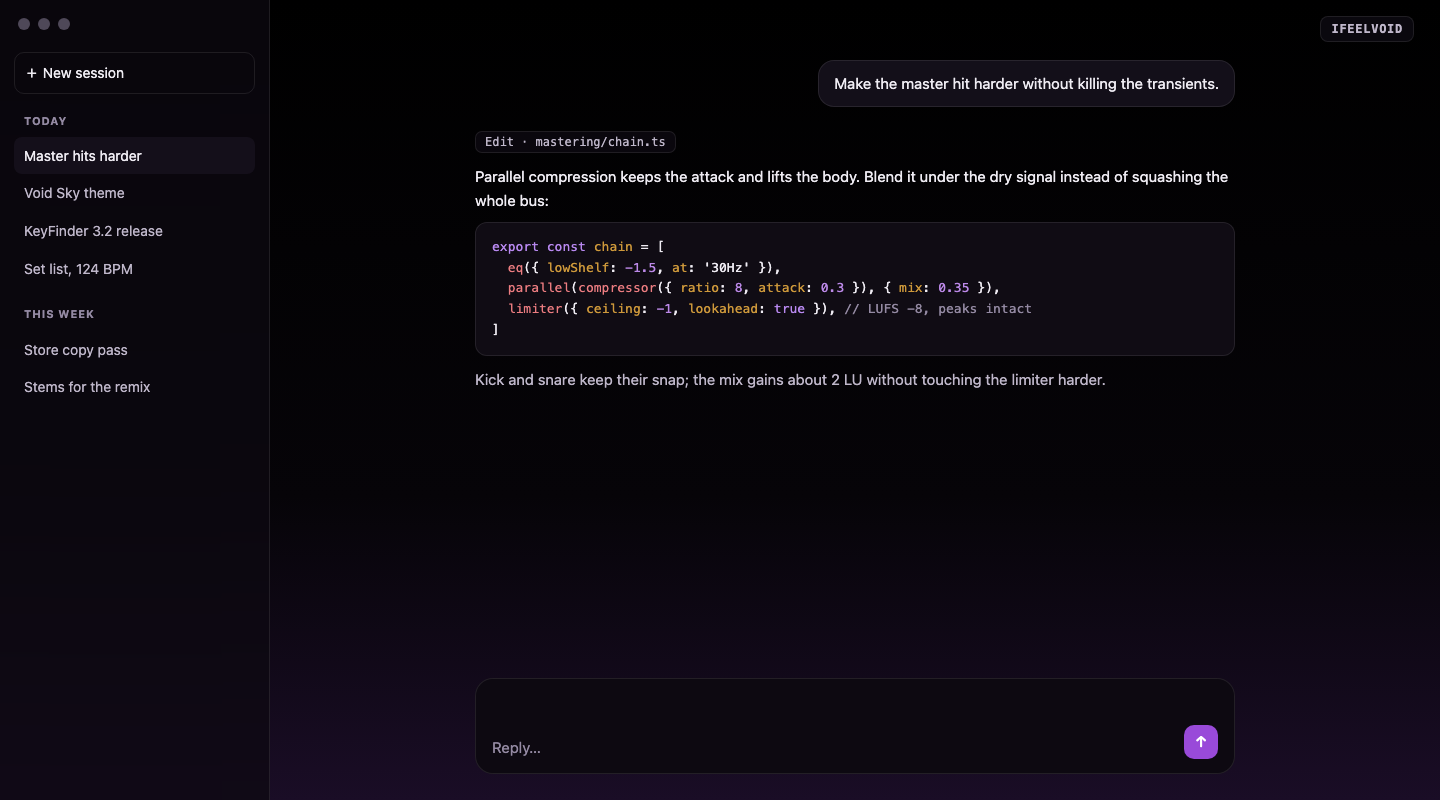 + New session
TODAY
Master hits harder
Void Sky theme
KeyFinder 3.2 release
Set list, 124 BPM
THIS WEEK
Store copy pass
Stems for the remix
IFEELVOID
Make the master hit harder without killing the transients.
Edit · mastering/chain.ts
Parallel compression keeps the attack and lifts the body. Blend it under the dry signal instead of squashing the
whole bus:
export const chain = [
  eq({ lowShelf: −1.5, at: '30Hz' }),
  parallel(compressor({ ratio: 8, attack: 0.3 }), { mix: 0.35 }),
  limiter({ ceiling: −1, lookahead: true }), // LUFS −8, peaks intact
]
Kick and snare keep their snap; the mix gains about 2 LU without touching the limiter harder.
Reply...